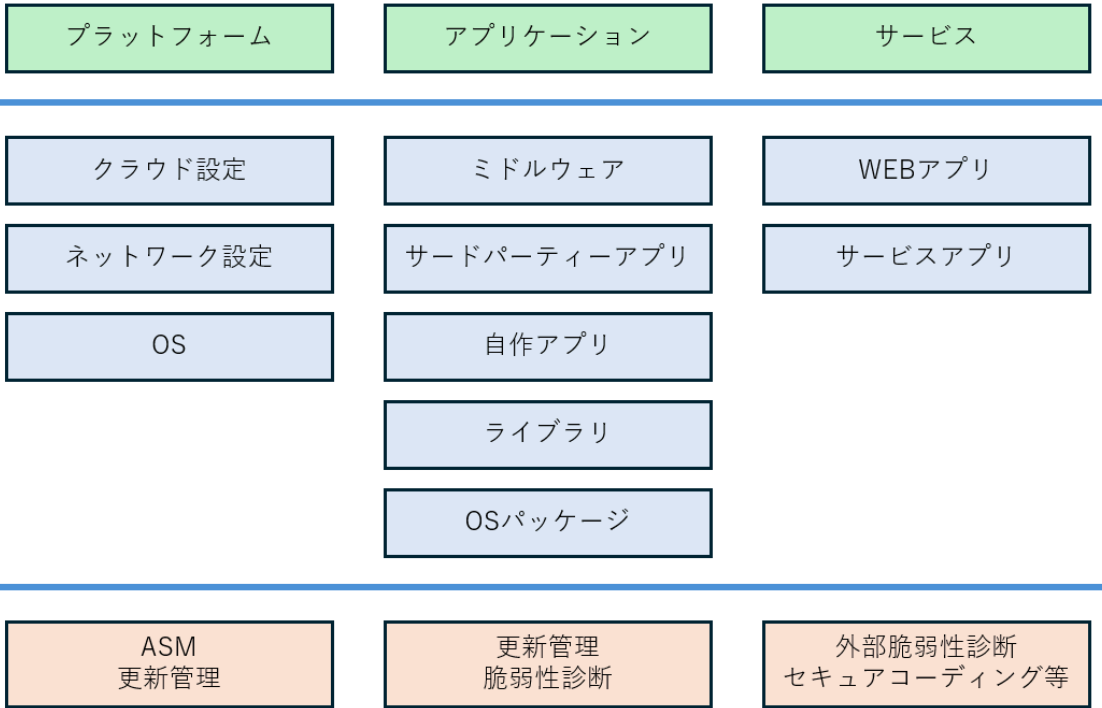 プラットフォーム
アプリケーション
サービス
クラウド設定
ミドルウェア
WEBアプリ
ネットワーク設定
サードパーティーアプリ
サービスアプリ
OS
自作アプリ
ライブラリ
OSパッケージ
ASM
更新管理
更新管理
脆弱性診断
外部脆弱性診断
セキュアコーディング等